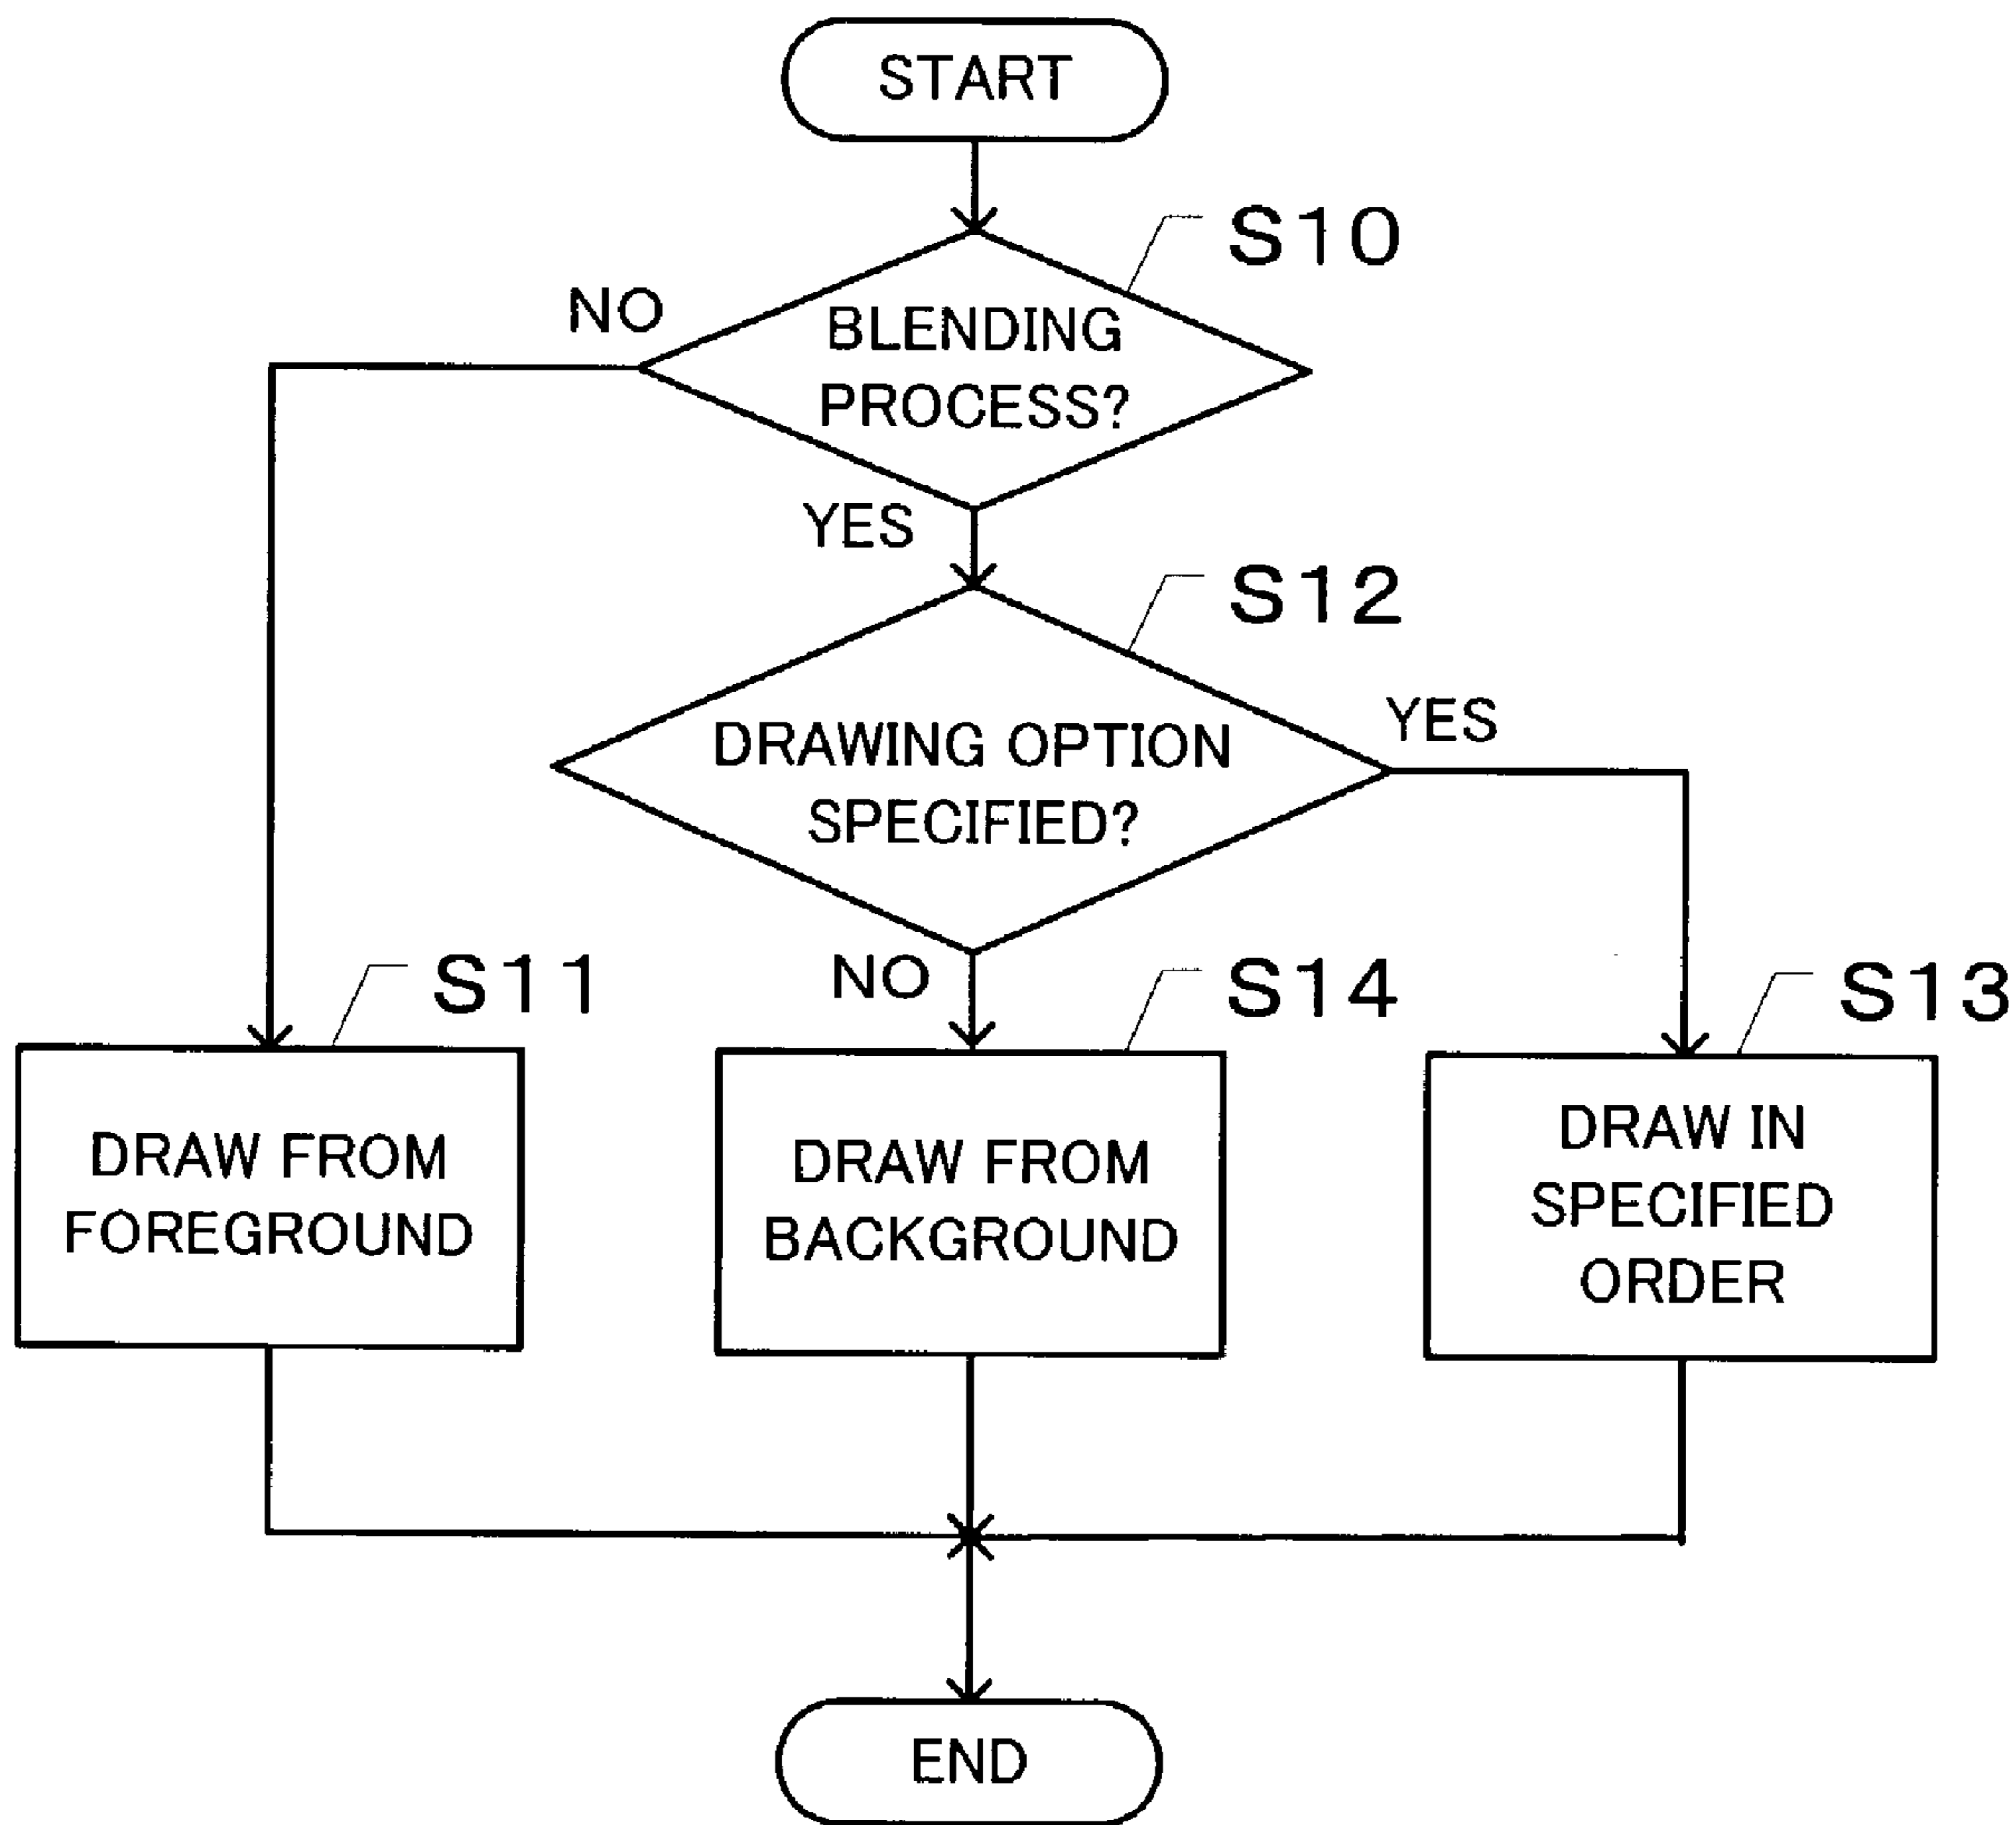 START
S10
NO
BLENDING
PROCESS?
YES
S12
YES
DRAWING OPTION
SPECIFIED?
S11
NO
S14
S13
DRAW FROM
FOREGROUND
DRAW FROM
BACKGROUND
DRAW IN
SPECIFIED
ORDER
END